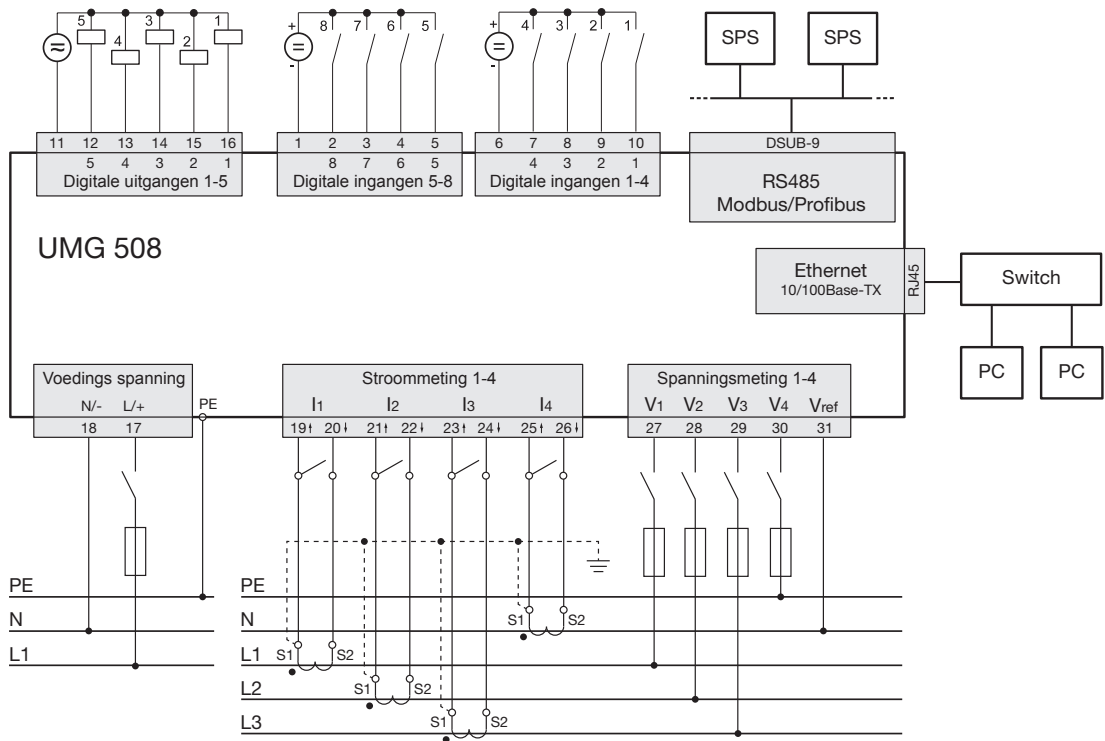 5 3 1
4 2
+ 8 7 6 5
-
+ 4 3 2 1
-
SPS SPS
11 12 13 14 15 16
5 4 3 2 1
Digitale uitgangen 1-5
1 2 3 4 5
8 7 6 5
Digitale ingangen 5-8
6 7 8 9 10
4 3 2 1
Digitale ingangen 1-4
DSUB-9
RS485
Modbus/Profibus
UMG 508
Ethernet
10/100Base-TX
RJ45
Switch
PC PC
Voedings spanning
N/- L/+ PE
18 17
Stroommeting 1-4
I1 I2 I3 I4
19 20 21 22 23 24 25 26
Spanningsmeting 1-4
V1 V2 V3 V4 Vref
27 28 29 30 31
PE
N
L1
PE
N
L1
L2
L3
S1 S2
S1 S2
S1 S2
S1 S2